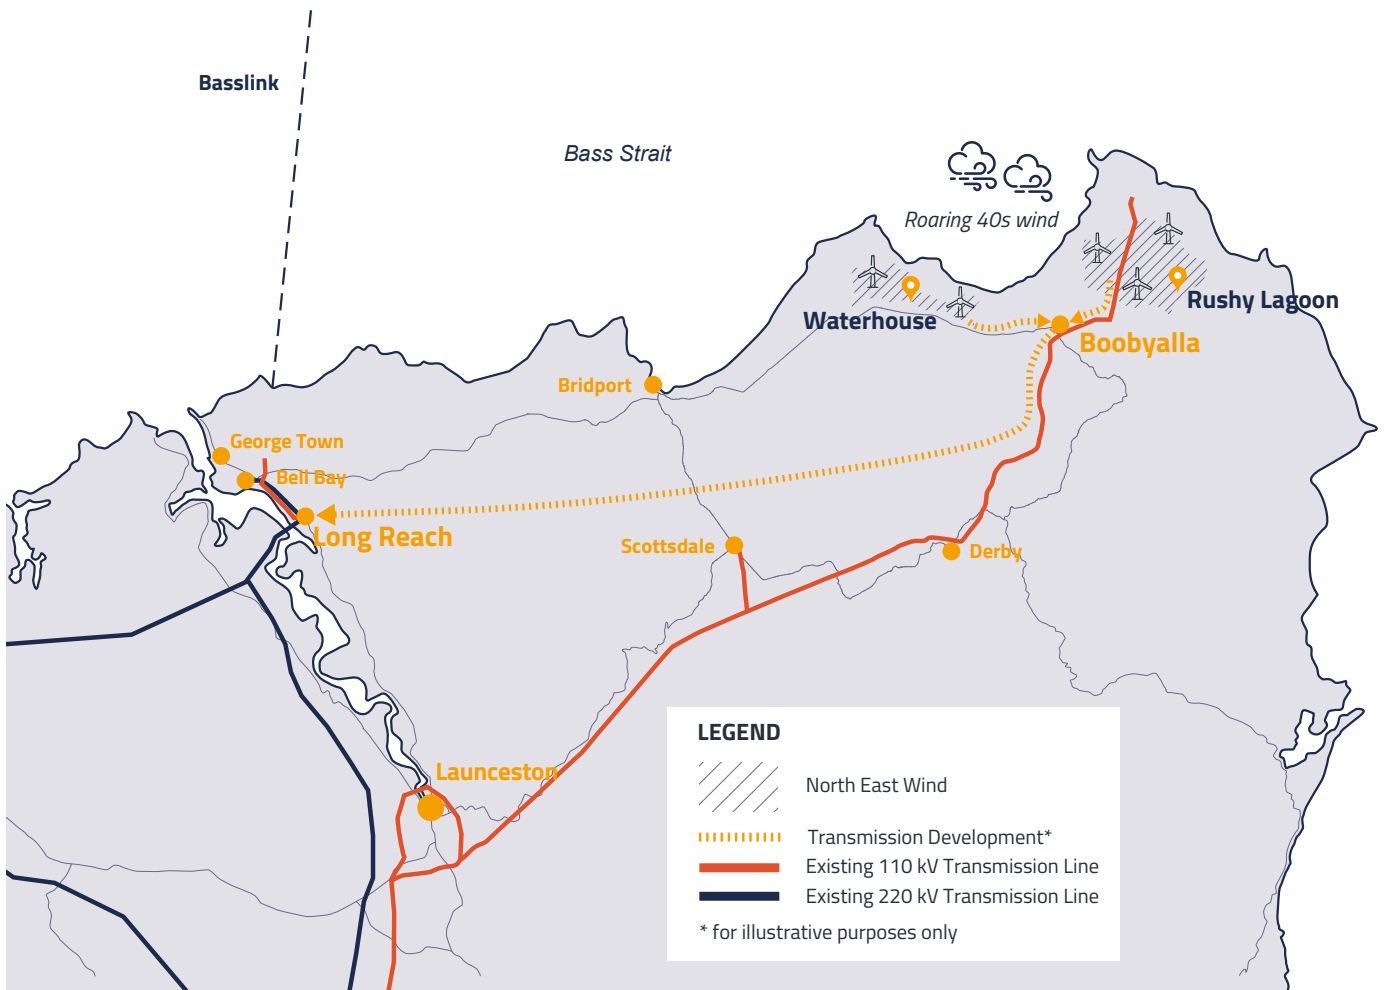 Basslink
Bass Strait
Roaring 40s wind
Rushy Lagoon
Waterhouse
Boobyalla
Bridport
George Town
Bell Bay
Long Reach
Scottsdale
Derby
Launceston
LEGEND
North East Wind
Transmission Development*
Existing 110 kV Transmission Line
Existing 220 kV Transmission Line
* for illustrative purposes only